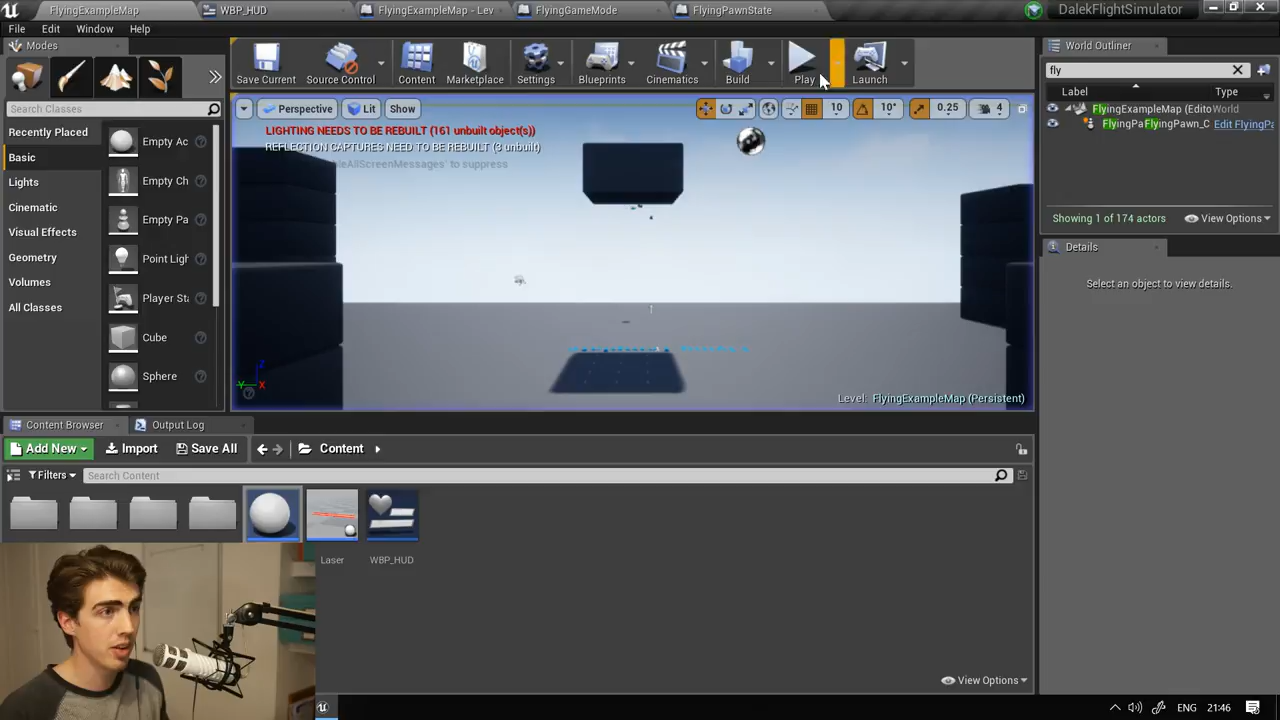 FlyingExampleMap
WBP_HUD
FlyingExampleMap - Lev
FlyingGameMode
FlyingPawnState
DalekFlightSimulator
File
Edit
Window
Help
Modes
Search Classes
Recently Placed
Basic
Lights
Cinematic
Visual Effects
Geometry
Volumes
All Classes
Empty Ac
Empty Ch
Empty Pa
Point Ligh
Player Sta
Cube
Sphere
Save Current
Source Control
Content
Marketplace
Settings
Blueprints
Cinematics
Build
Play
Launch
Perspective
Lit
Show
10
10°
0.25
4
LIGHTING NEEDS TO BE REBUILT (161 unbuilt object(s))
REFLECTION CAPTURES NEED TO BE REBUILT (3 unbuilt)
bleAllScreenMessages' to suppress
Z
Y
X
Level: FlyingExampleMap (Persistent)
World Outliner
fly
Label
Type
FlyingExampleMap (Edito
World
FlyingPa
FlyingPawn_C
Edit FlyingPa
Showing 1 of 174 actors
View Options
Details
Select an object to view details.
Content Browser
Output Log
Add New
Import
Save All
Content
Filters
Search Content
Laser
WBP_HUD
View Options
ENG
21:46